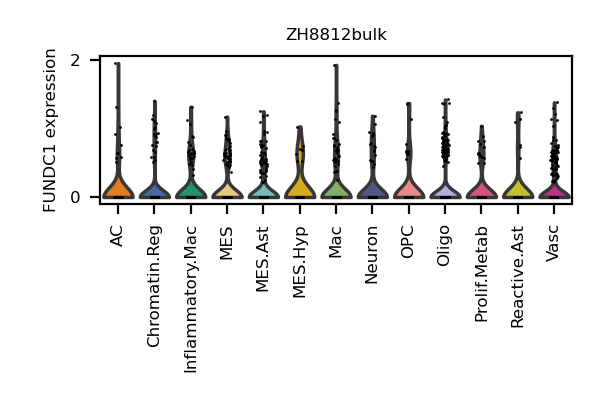 ZH8812bulk
FUNDC1 expression
2
0
AC
Chromatin.Reg
Inflammatory.Mac
MES
MES.Ast
MES.Hyp
Mac
Neuron
OPC
Oligo
Prolif.Metab
Reactive.Ast
Vasc